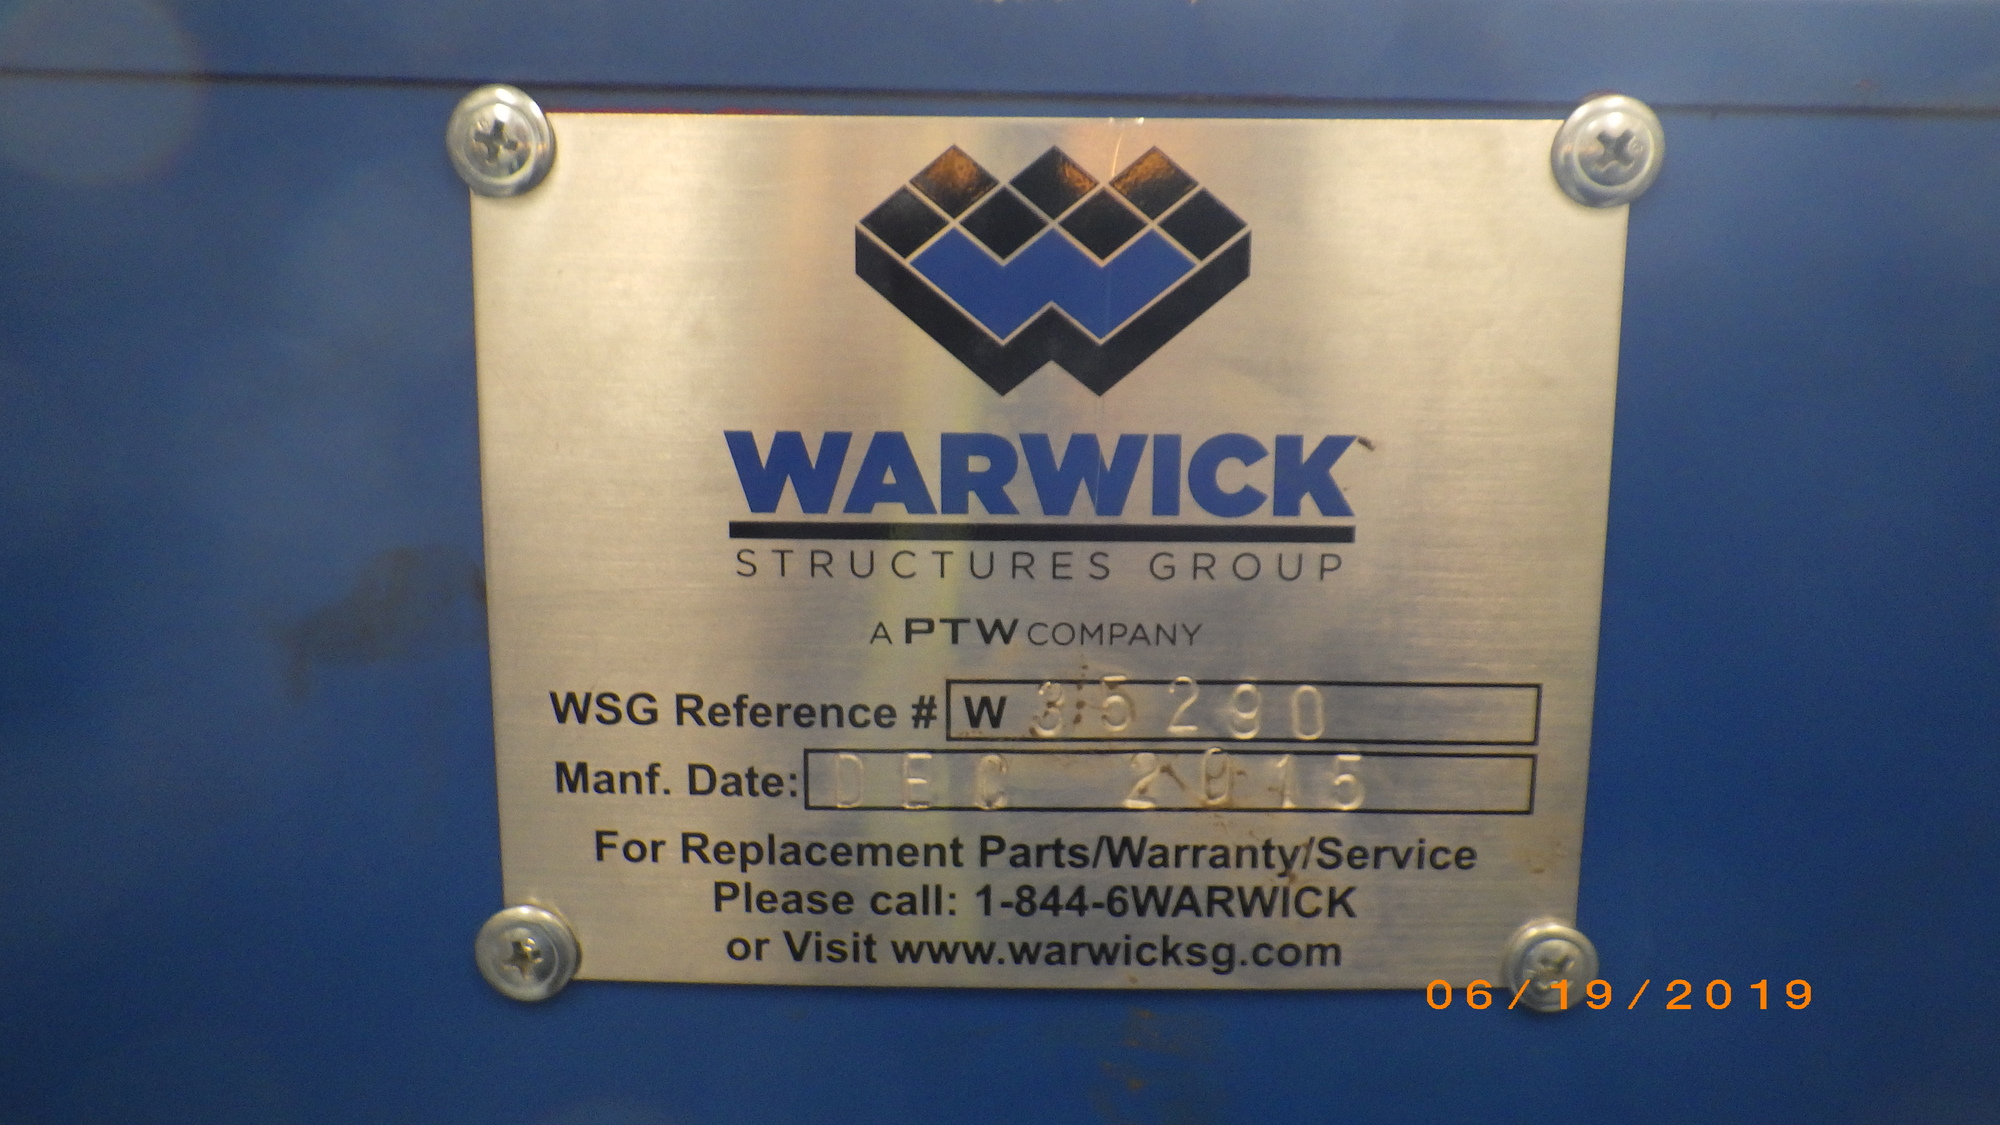 WARWICK
STRUCTURES GROUP
A PTW COMPANY
WSG Reference # W 35290
Manf. Date: DEC 2015
For Replacement Parts/Warranty/Service
Please call: 1-844-6WARWICK
or Visit www.warwicksg.com
06/19/2019